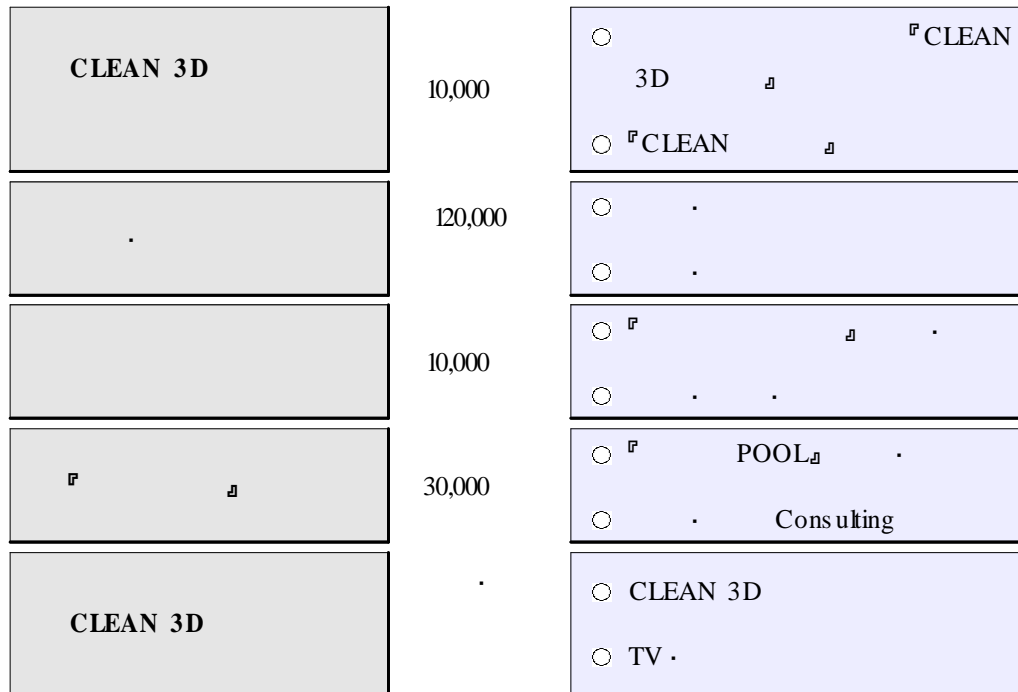 CLEAN 3D
10,000
○ 『CLEAN
3D 』
○ 『CLEAN 』
·
120,000
○ ·
○ ·
10,000
○ 『 』 ·
○ · ·
『 』
30,000
○ 『 POOL』 ·
○ · Consulting
CLEAN 3D
·
○ CLEAN 3D
○ TV ·